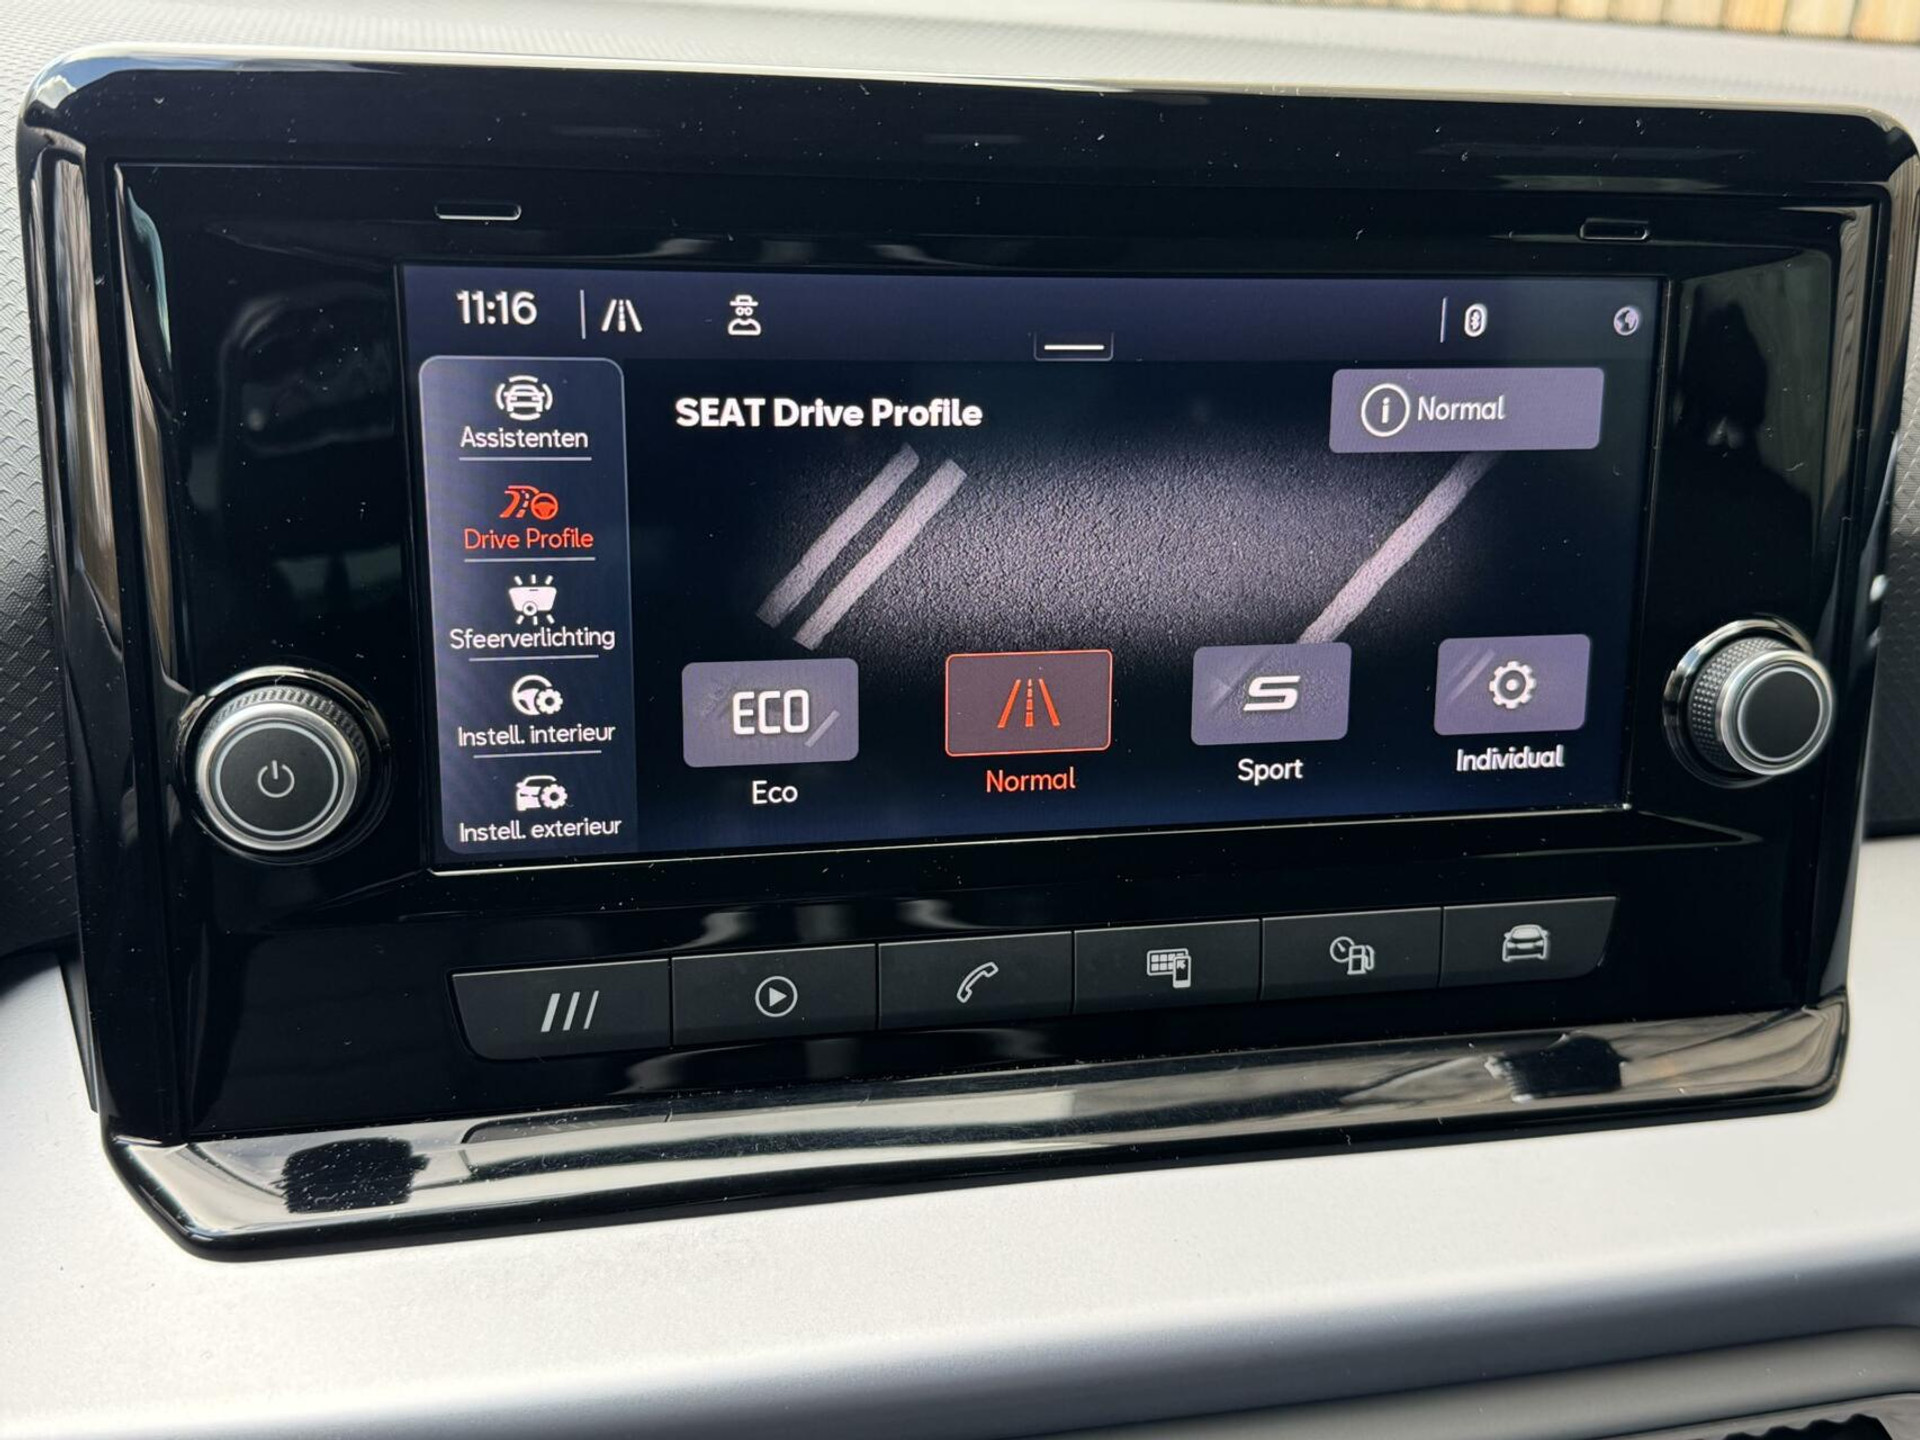 11:16
Assistenten
Drive Profile
Sfeerverlichting
Instell. interieur
Instell. exterieur
SEAT Drive Profile
i Normal
ECO
Eco
Normal
S
Sport
Individual